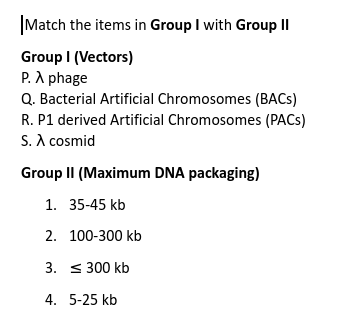 Match the items in Group I with Group II
Group I (Vectors)
P. λ phage
Q. Bacterial Artificial Chromosomes (BACs)
R. P1 derived Artificial Chromosomes (PACs)
S. λ cosmid
Group II (Maximum DNA packaging)
1. 35-45 kb
2. 100-300 kb
3. ≤ 300 kb
4. 5-25 kb